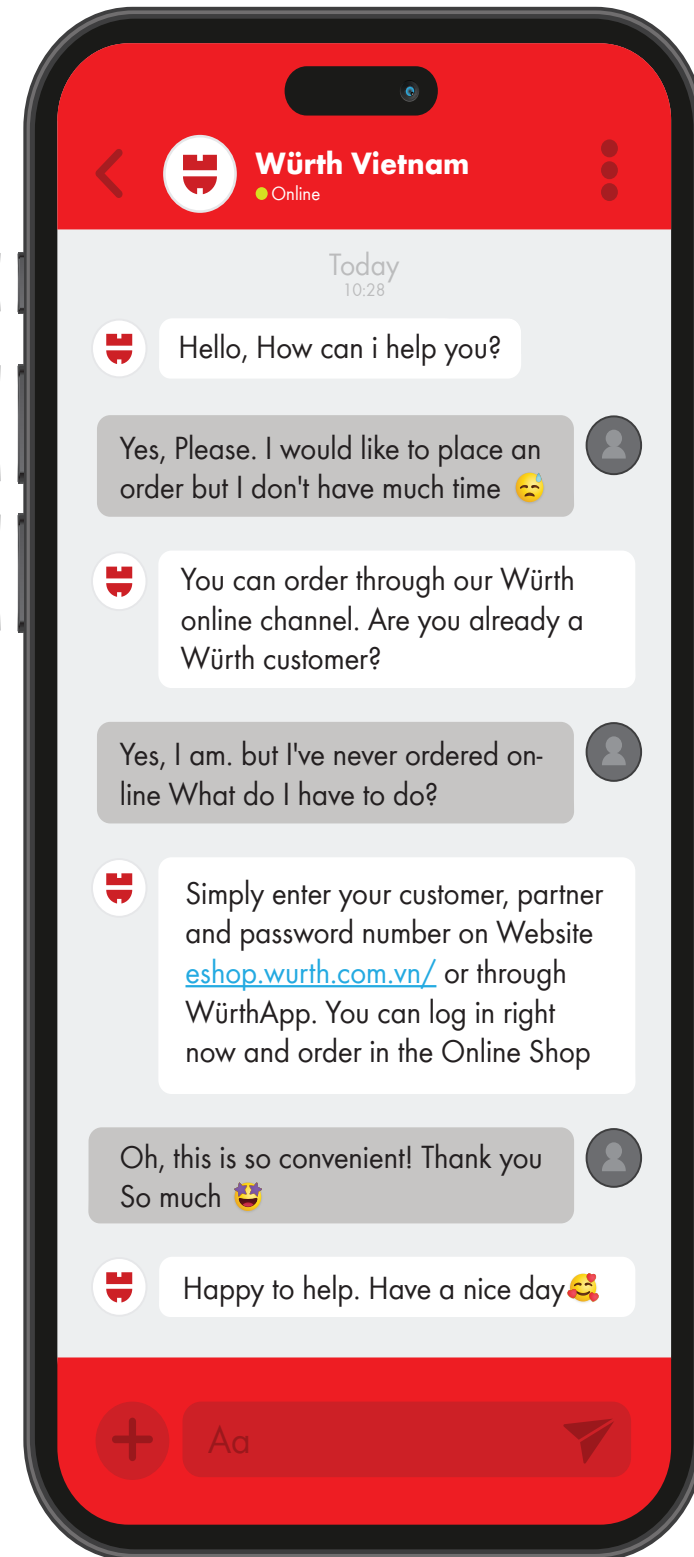 Würth Vietnam
Online
Today
10:28
Hello, How can i help you?
Yes, Please. I would like to place an
order but I don't have much time 😓
You can order through our Würth
online channel. Are you already a
Würth customer?
Yes, I am. but I've never ordered on-
line What do I have to do?
Simply enter your customer, partner
and password number on Website
eshop.wurth.com.vn/ or through
WürthApp. You can log in right
now and order in the Online Shop
Oh, this is so convenient! Thank you
So much 🤩
Happy to help. Have a nice day🥰
Aa